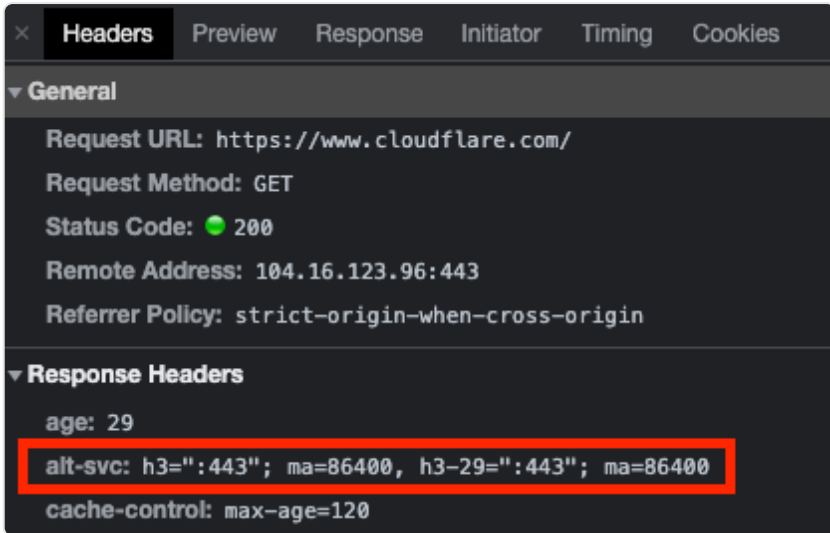 × Headers Preview Response Initiator Timing Cookies
▾ General
Request URL: https://www.cloudflare.com/
Request Method: GET
Status Code: 200
Remote Address: 104.16.123.96:443
Referrer Policy: strict-origin-when-cross-origin
▾ Response Headers
age: 29
alt-svc: h3=":443"; ma=86400, h3-29=":443"; ma=86400
cache-control: max-age=120